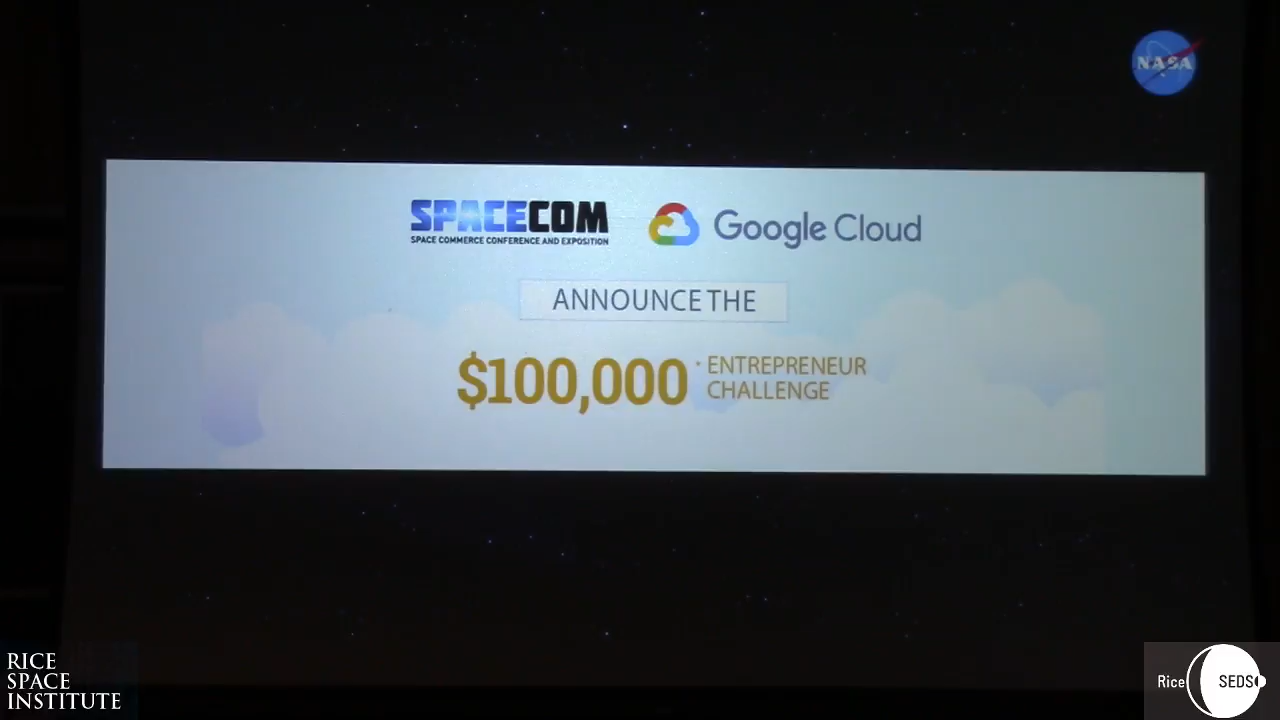 NASA
SPACECOM
SPACE COMMERCE CONFERENCE AND EXPOSITION
Google Cloud
ANNOUNCE THE
$100,000*
ENTREPRENEUR
CHALLENGE
RICE
SPACE
INSTITUTE
Rice SEDS